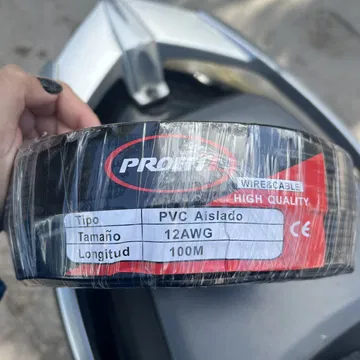 WIRE&CABLE
HIGH QUALITY
Tipo PVC Aislado
Tamaño 12AWG
Longitud 100M
CE